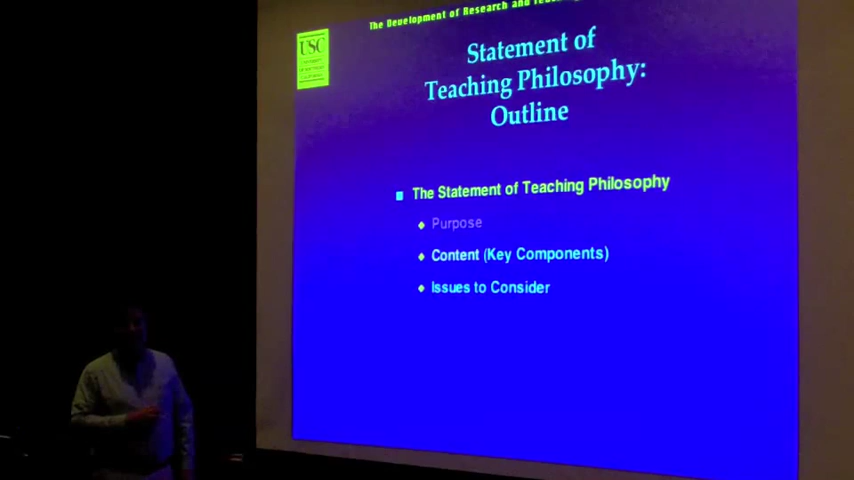 The Development of Research and
USC
Statement of
Teaching Philosophy:
Outline
The Statement of Teaching Philosophy
Purpose
Content (Key Components)
Issues to Consider